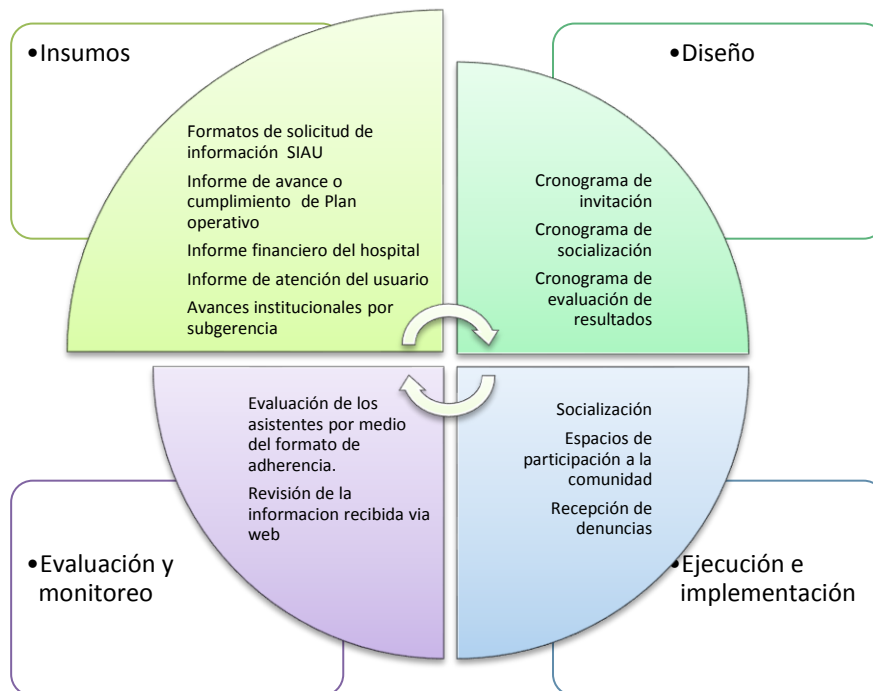 •Insumos
Formatos de solicitud de
información SIAU
Informe de avance o
cumplimiento de Plan
operativo
Informe financiero del hospital
Informe de atención del usuario
Avances institucionales por
subgerencia
•Diseño
Cronograma de
invitación
Cronograma de
socialización
Cronograma de
evaluación de
resultados
Evaluación de los
asistentes por medio
del formato de
adherencia.
Revisión de la
informacion recibida via
web
•Evaluación y
monitoreo
Socialización
Espacios de
participación a la
comunidad
Recepción de
denuncias
•Ejecución e
implementación